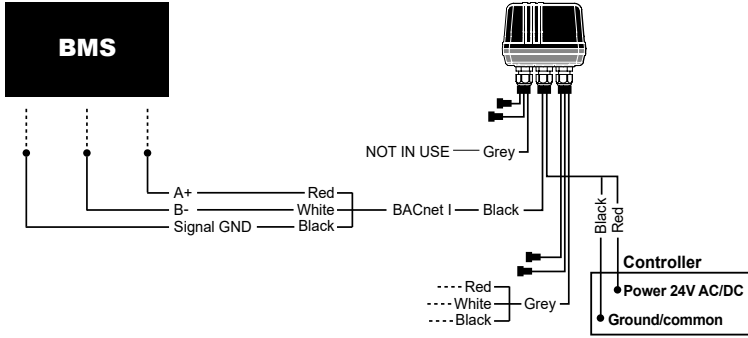 BMS
NOT IN USE Grey
A+ Red
B- White BACnet I Black
Signal GND Black
Black
Red
Controller
Power 24V AC/DC
Ground/common
Red
White Grey
Black